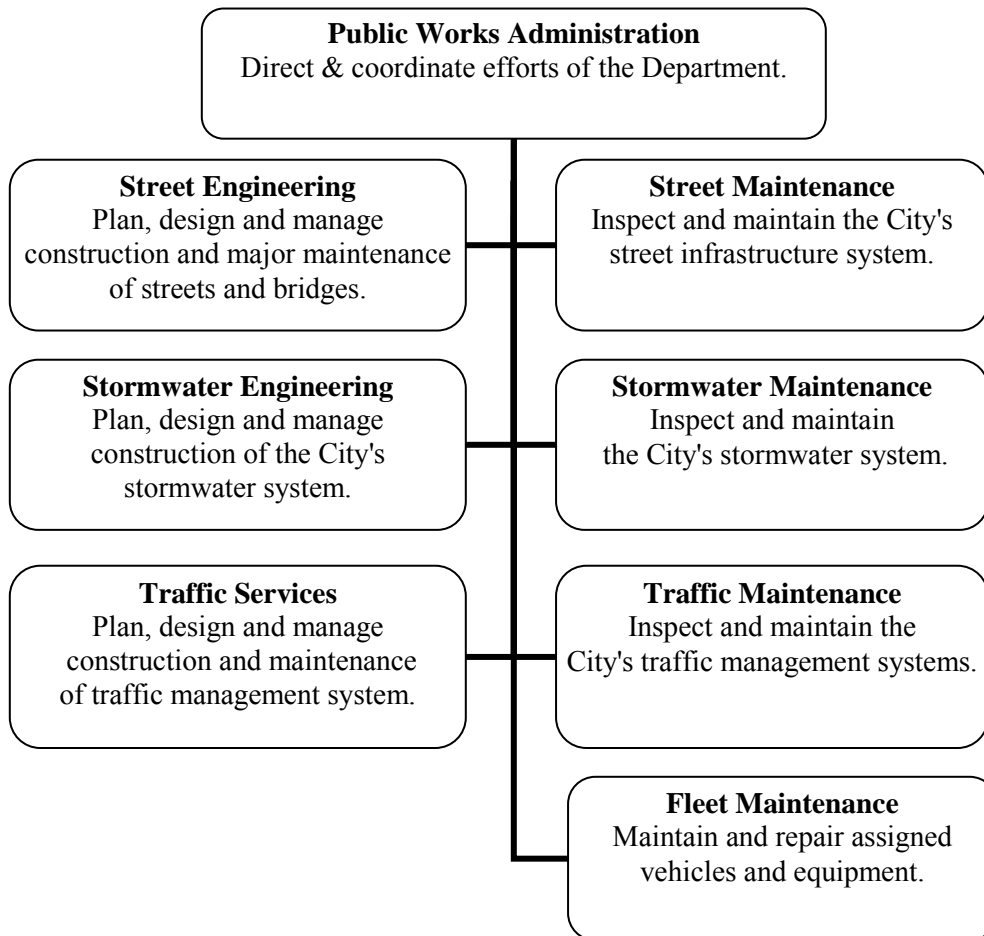 Public Works Administration
Direct & coordinate efforts of the Department.
Street Engineering
Plan, design and manage
construction and major maintenance
of streets and bridges.
Street Maintenance
Inspect and maintain the City's
street infrastructure system.
Stormwater Engineering
Plan, design and manage
construction of the City's
stormwater system.
Stormwater Maintenance
Inspect and maintain
the City's stormwater system.
Traffic Services
Plan, design and manage
construction and maintenance
of traffic management system.
Traffic Maintenance
Inspect and maintain the
City's traffic management systems.
Fleet Maintenance
Maintain and repair assigned
vehicles and equipment.